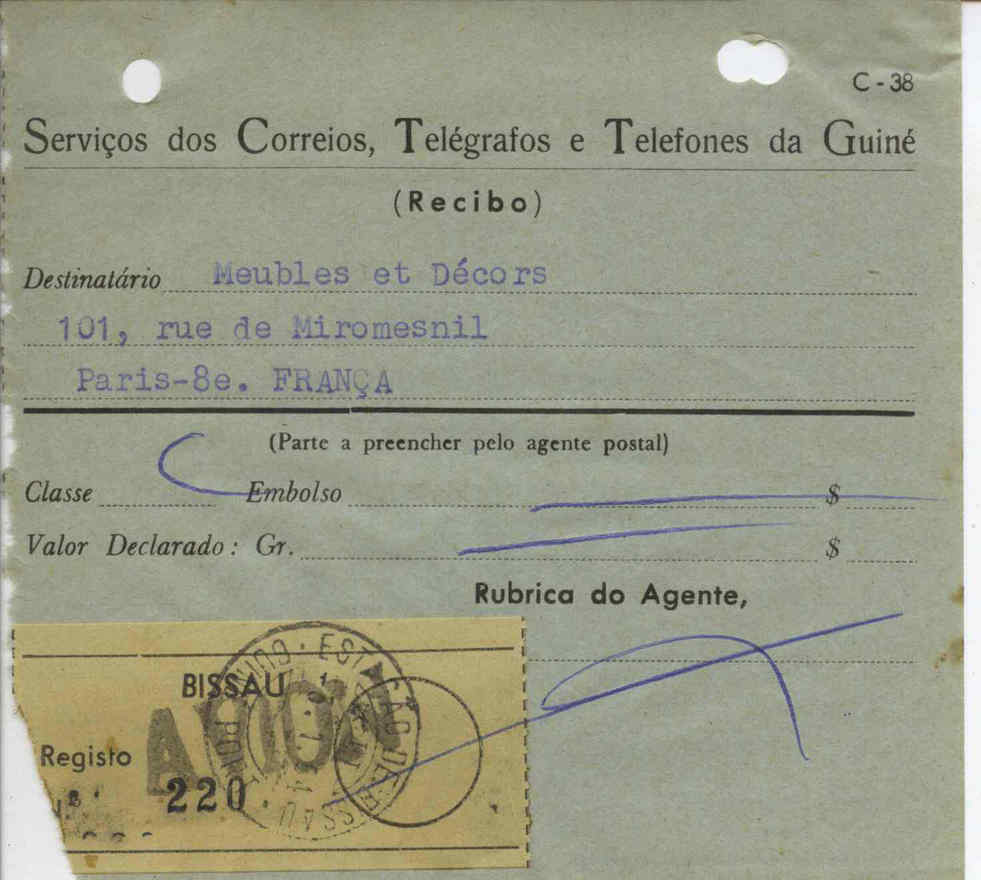 C - 38
Serviços dos Correios, Telégrafos e Telefones da Guiné
(Recibo)
Destinatário Meubles et Décors
101, rue de Miromesnil
Paris-8e. FRANÇA
(Parte a preencher pelo agente postal)
Classe C Embolso $
Valor Declarado: Gr. $
Rubrica do Agente,
BISSAU
AVION
Registo
220